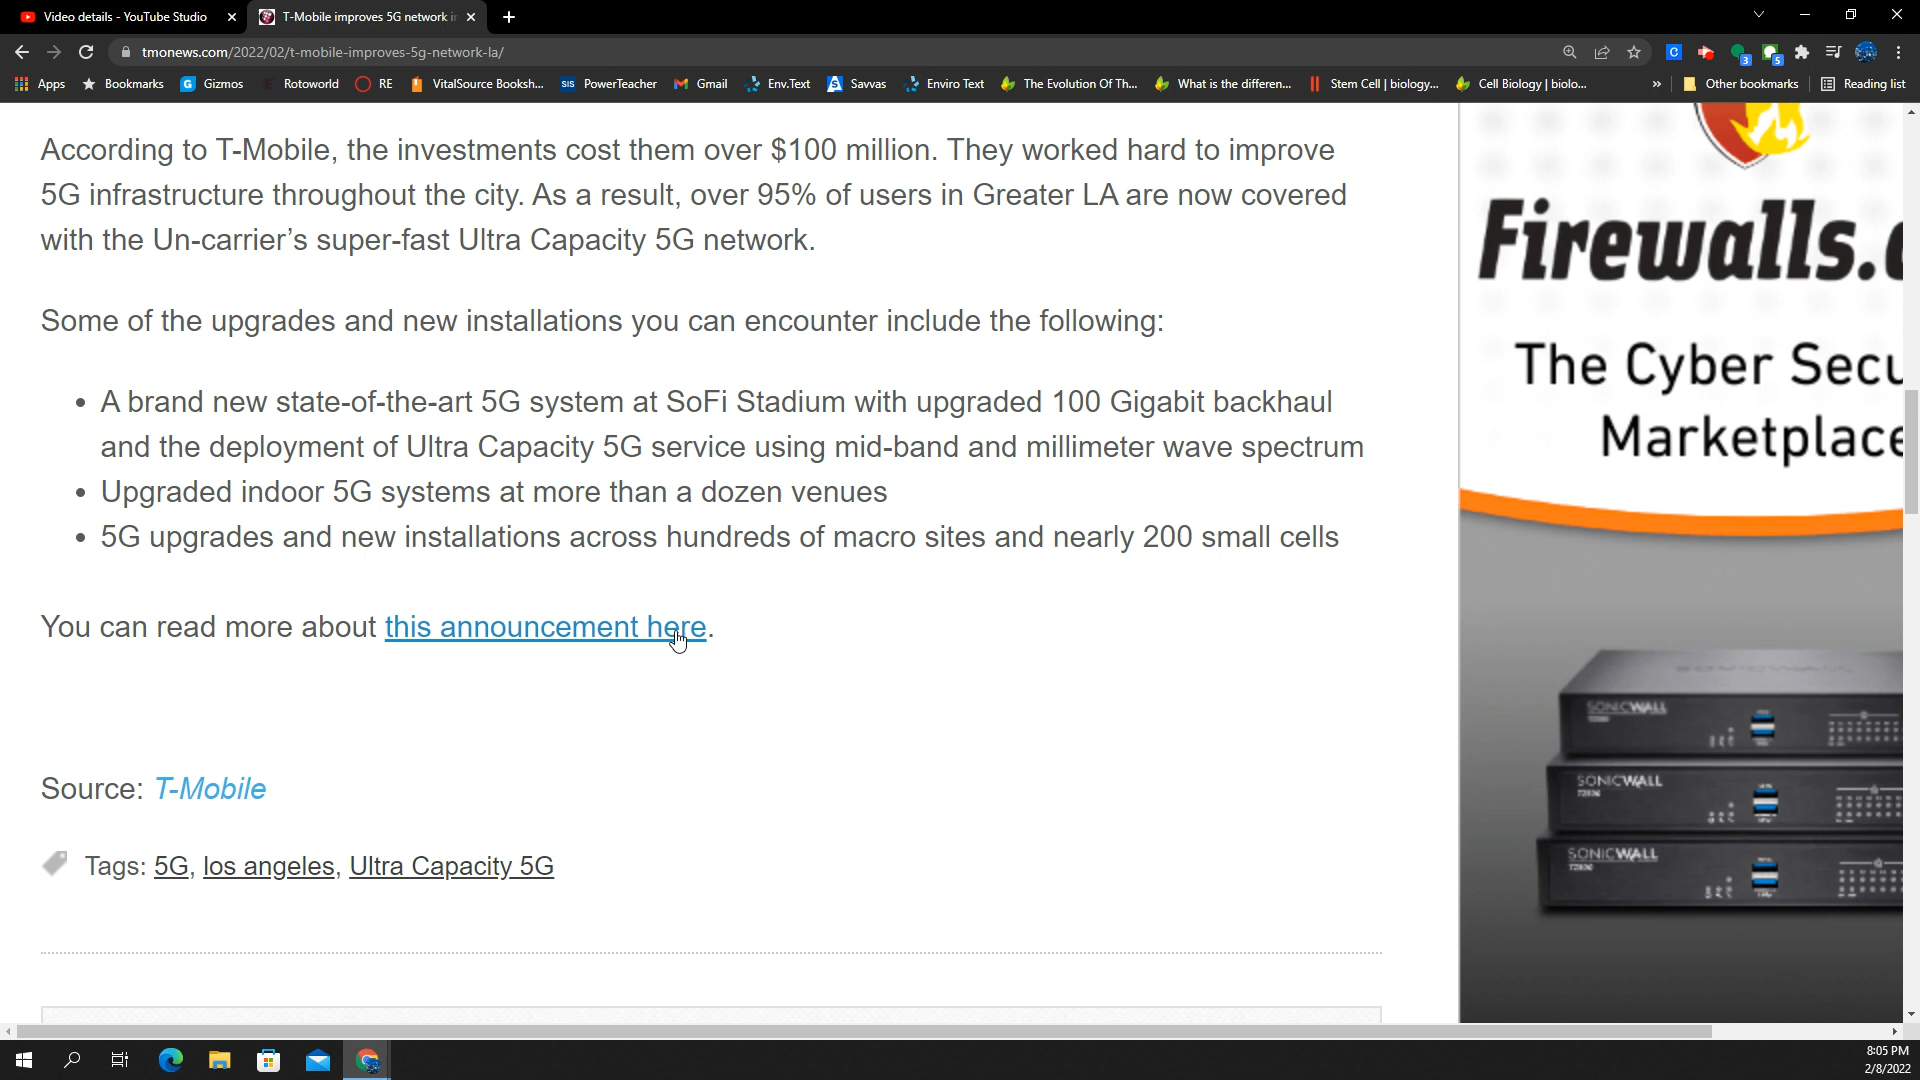 Video details - YouTube Studio
T-Mobile improves 5G network in
tmonews.com/2022/02/t-mobile-improves-5g-network-la/
Apps Bookmarks Gizmos Rotoworld RE VitalSource Booksh... SIS PowerTeacher Gmail Env.Text Savvas Enviro Text The Evolution Of Th... What is the differen... Stem Cell | biology... Cell Biology | biolo... » Other bookmarks Reading list
According to T-Mobile, the investments cost them over $100 million. They worked hard to improve
5G infrastructure throughout the city. As a result, over 95% of users in Greater LA are now covered
with the Un-carrier’s super-fast Ultra Capacity 5G network.
Some of the upgrades and new installations you can encounter include the following:
• A brand new state-of-the-art 5G system at SoFi Stadium with upgraded 100 Gigabit backhaul
and the deployment of Ultra Capacity 5G service using mid-band and millimeter wave spectrum
• Upgraded indoor 5G systems at more than a dozen venues
• 5G upgrades and new installations across hundreds of macro sites and nearly 200 small cells
You can read more about this announcement here.
Source: T-Mobile
Tags: 5G, los angeles, Ultra Capacity 5G
Firewalls.
The Cyber Secu
Marketplace
SONICWALL
SONICWALL
SONICWALL
8:05 PM
2/8/2022